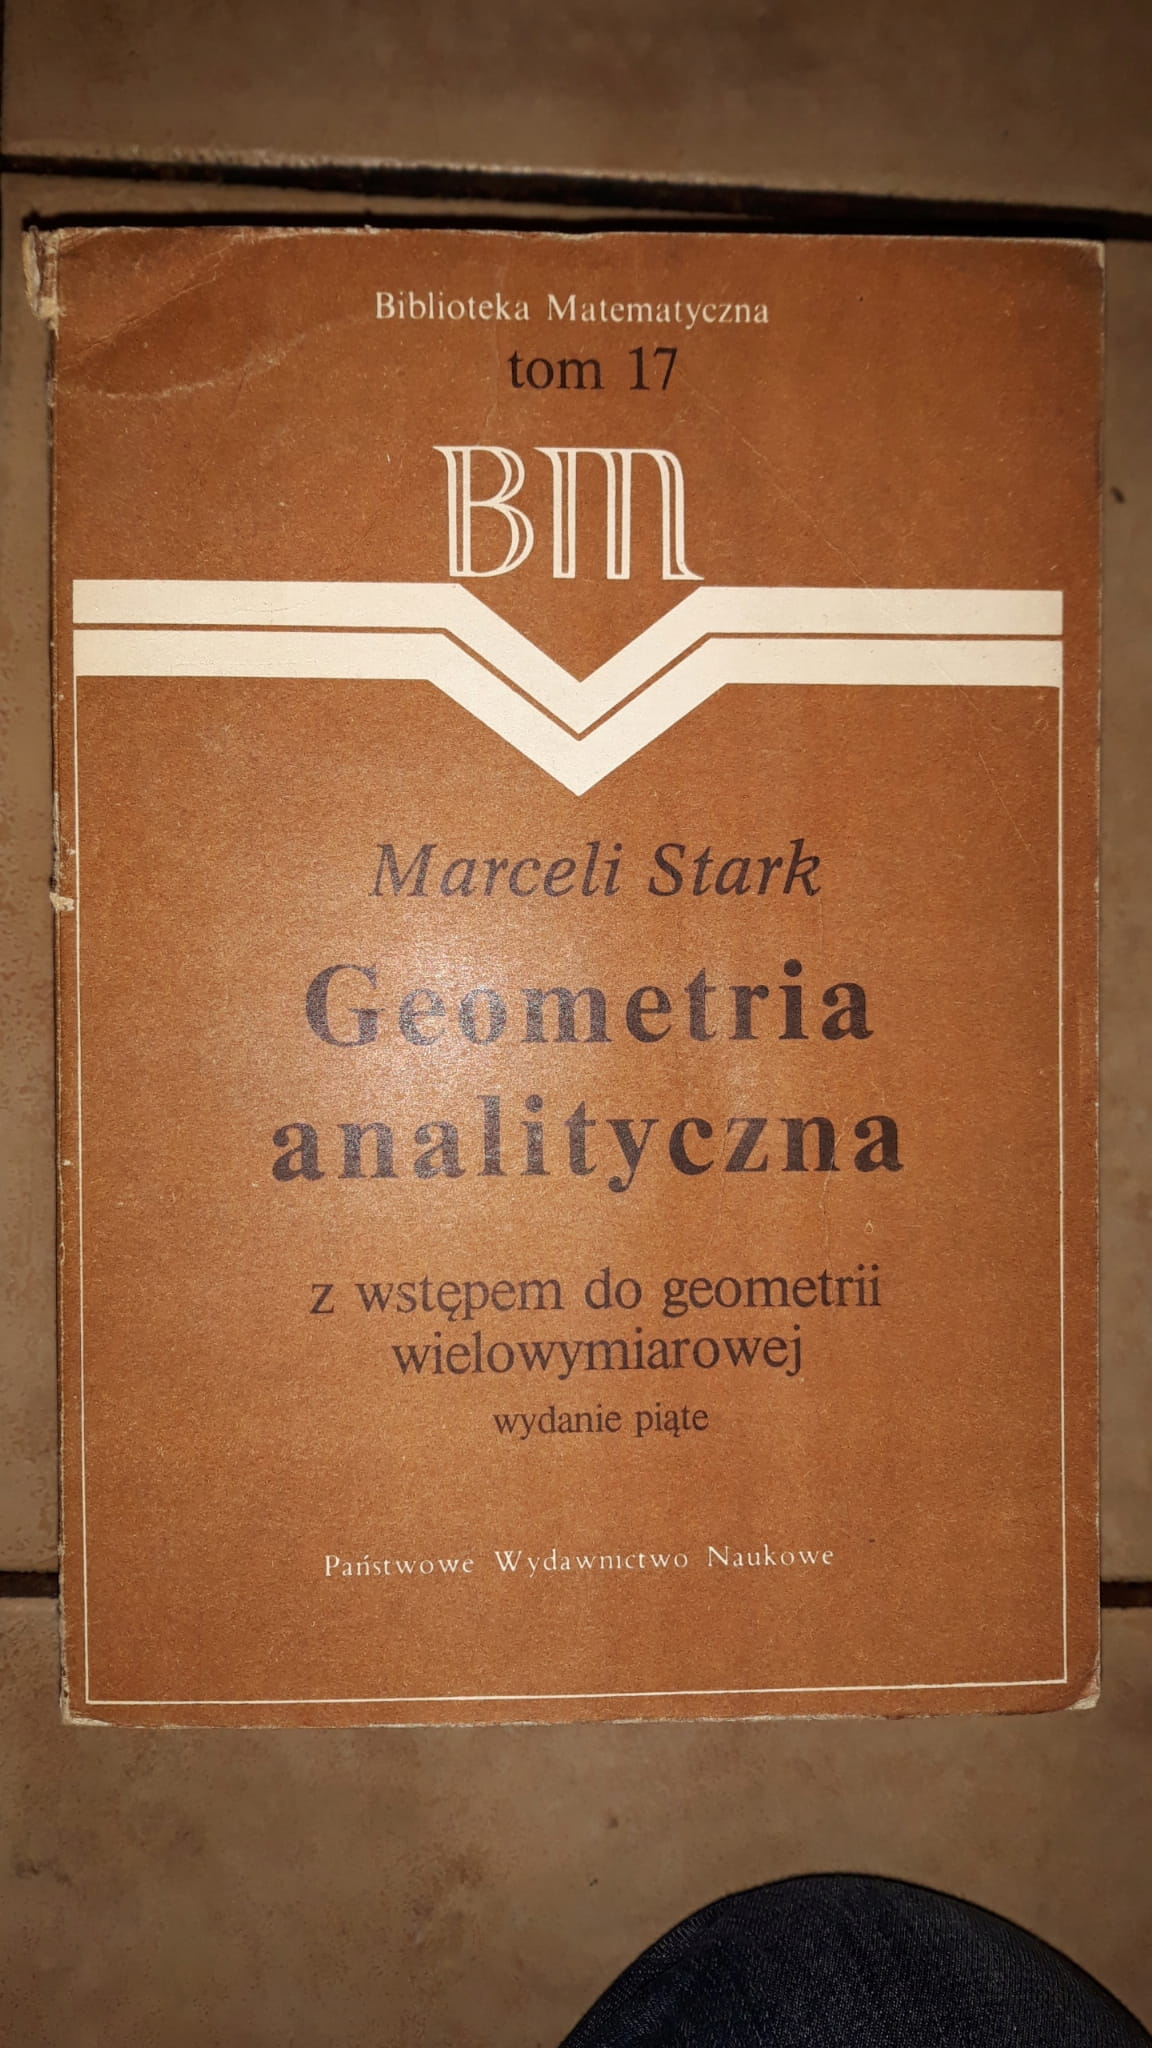 Biblioteka Matematyczna
tom 17
BM
Marceli Stark
Geometria
analityczna
z wstępem do geometrii
wielowymiarowej
wydanie piąte
Państwowe Wydawnictwo Naukowe